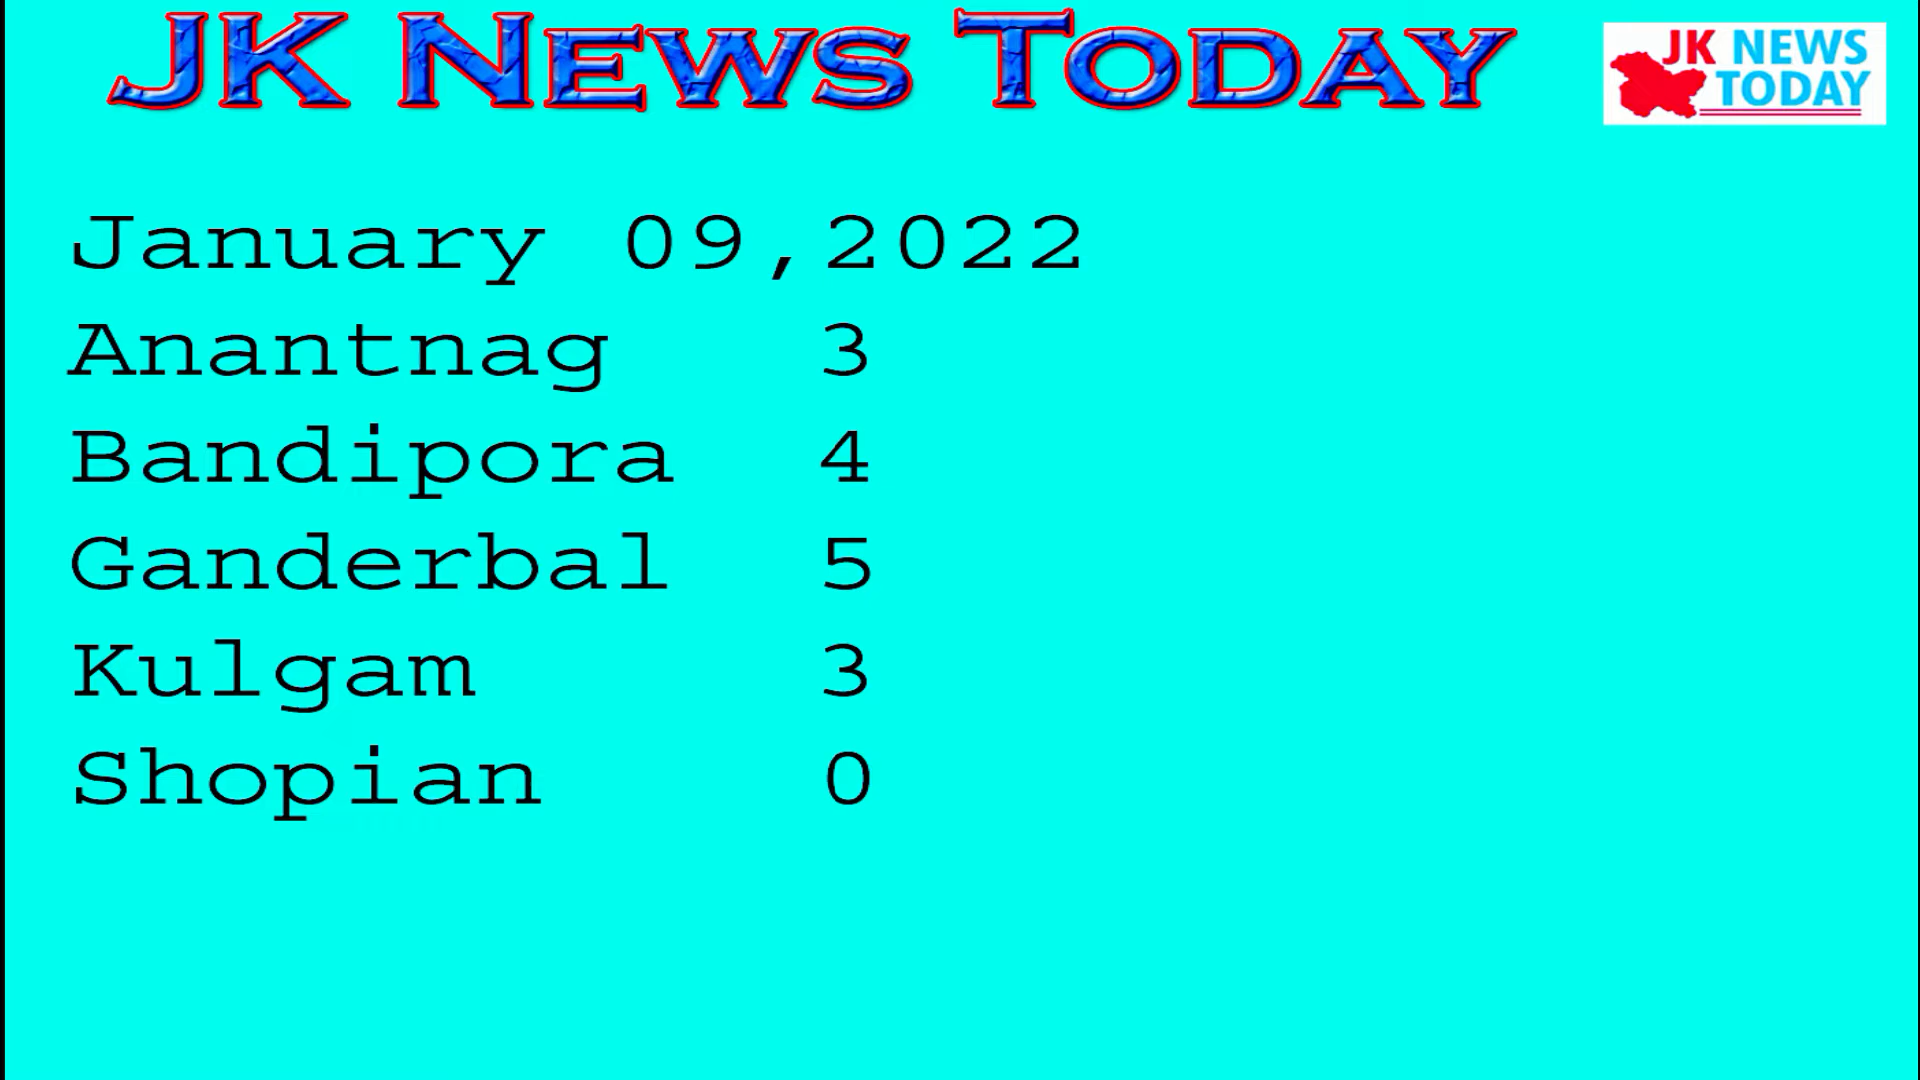 JK NEWS TODAY
JK NEWS
TODAY
January 09,2022
Anantnag 3
Bandipora 4
Ganderbal 5
Kulgam 3
Shopian 0